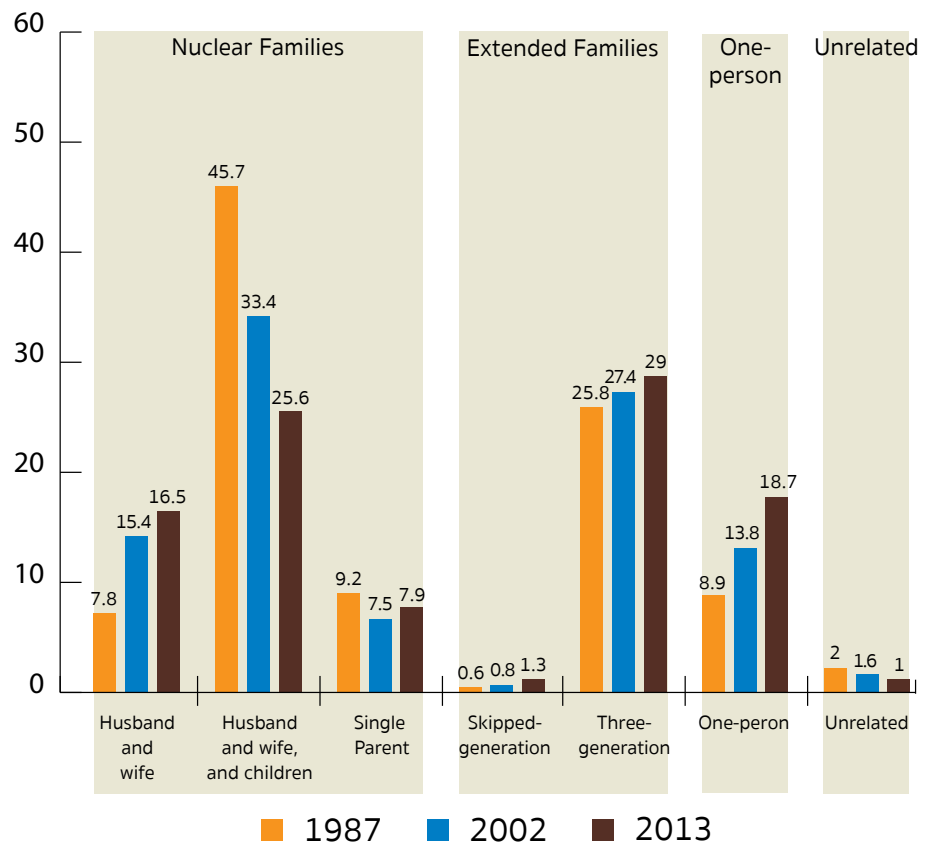 60
50
40
30
20
10
0
Nuclear Families
Extended Families
One-
person
Unrelated
7.8
15.4
16.5
45.7
33.4
25.6
9.2
7.5
7.9
0.6
0.8
1.3
25.8
27.4
29
8.9
13.8
18.7
2
1.6
1
Husband
and
wife
Husband
and wife,
and children
Single
Parent
Skipped-
generation
Three-
generation
One-peron
Unrelated
1987
2002
2013